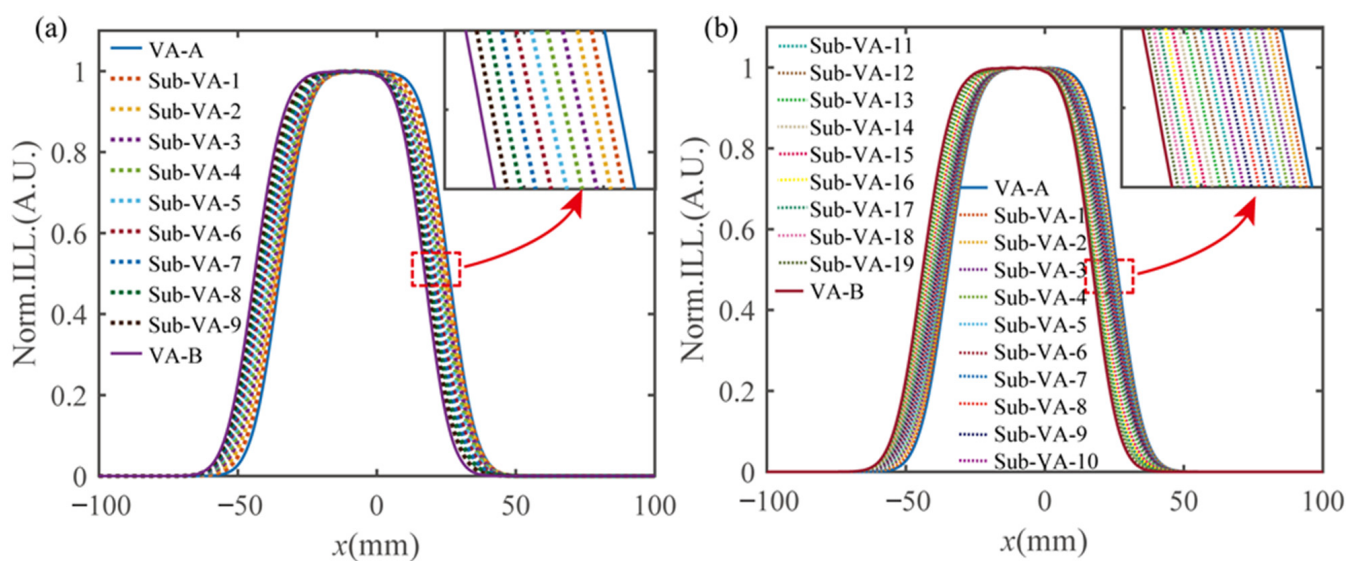 (a)
VA-A
Sub-VA-1
Sub-VA-2
Sub-VA-3
Sub-VA-4
Sub-VA-5
Sub-VA-6
Sub-VA-7
Sub-VA-8
Sub-VA-9
VA-B
Norm.ILL.(A.U.)
1
0.8
0.6
0.4
0.2
0
−100
−50
0
50
100
x(mm)
(b)
Sub-VA-11
Sub-VA-12
Sub-VA-13
Sub-VA-14
Sub-VA-15
Sub-VA-16
Sub-VA-17
Sub-VA-18
Sub-VA-19
VA-B
VA-A
Sub-VA-1
Sub-VA-2
Sub-VA-3
Sub-VA-4
Sub-VA-5
Sub-VA-6
Sub-VA-7
Sub-VA-8
Sub-VA-9
Sub-VA-10
Norm.ILL.(A.U.)
1
0.8
0.6
0.4
0.2
0
−100
−50
0
50
100
x(mm)